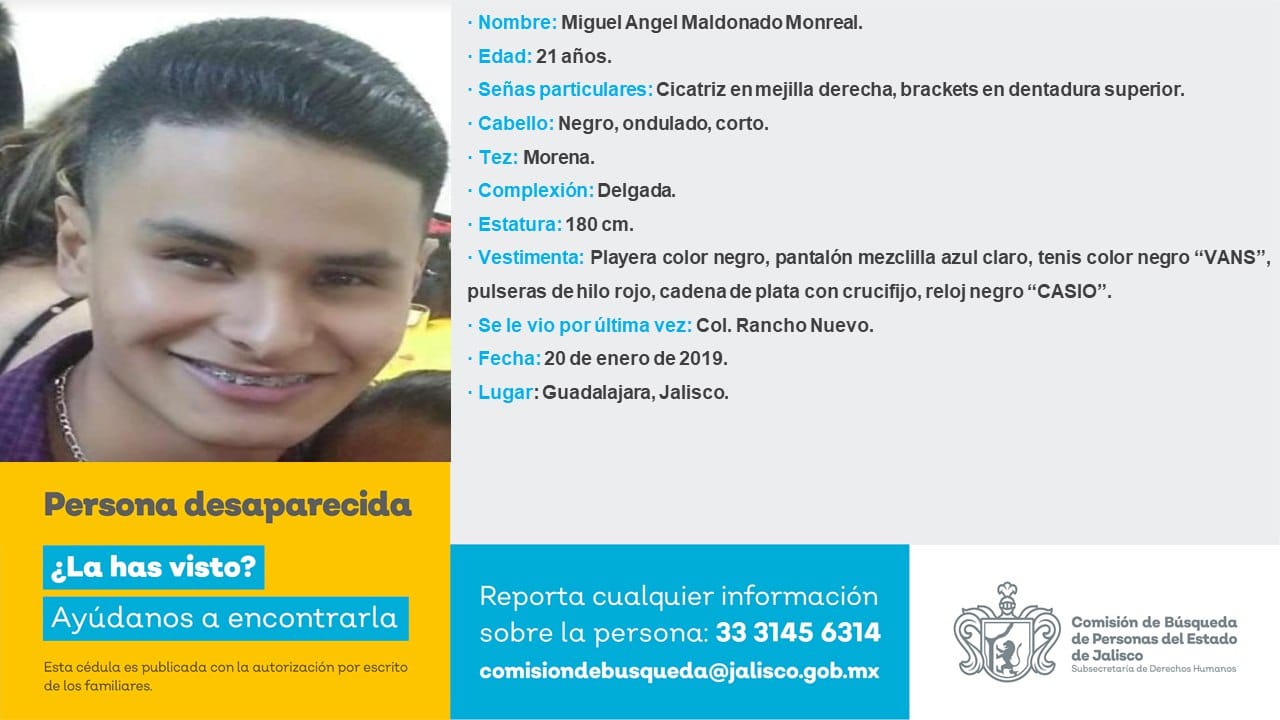 · Nombre: Miguel Angel Maldonado Monreal.
· Edad: 21 años.
· Señas particulares: Cicatriz en mejilla derecha, brackets en dentadura superior.
· Cabello: Negro, ondulado, corto.
· Tez: Morena.
· Complexión: Delgada.
· Estatura: 180 cm.
· Vestimenta: Playera color negro, pantalón mezclilla azul claro, tenis color negro “VANS”,
pulseras de hilo rojo, cadena de plata con crucifijo, reloj negro “CASIO”.
· Se le vio por última vez: Col. Rancho Nuevo.
· Fecha: 20 de enero de 2019.
· Lugar: Guadalajara, Jalisco.
Persona desaparecida
¿La has visto?
Ayúdanos a encontrarla
Esta cédula es publicada con la autorización por escrito
de los familiares.
Reporta cualquier información
sobre la persona: 33 3145 6314
comisiondebusqueda@jalisco.gob.mx
Comisión de Búsqueda
de Personas del Estado
de Jalisco
Subsecretaría de Derechos Humanos